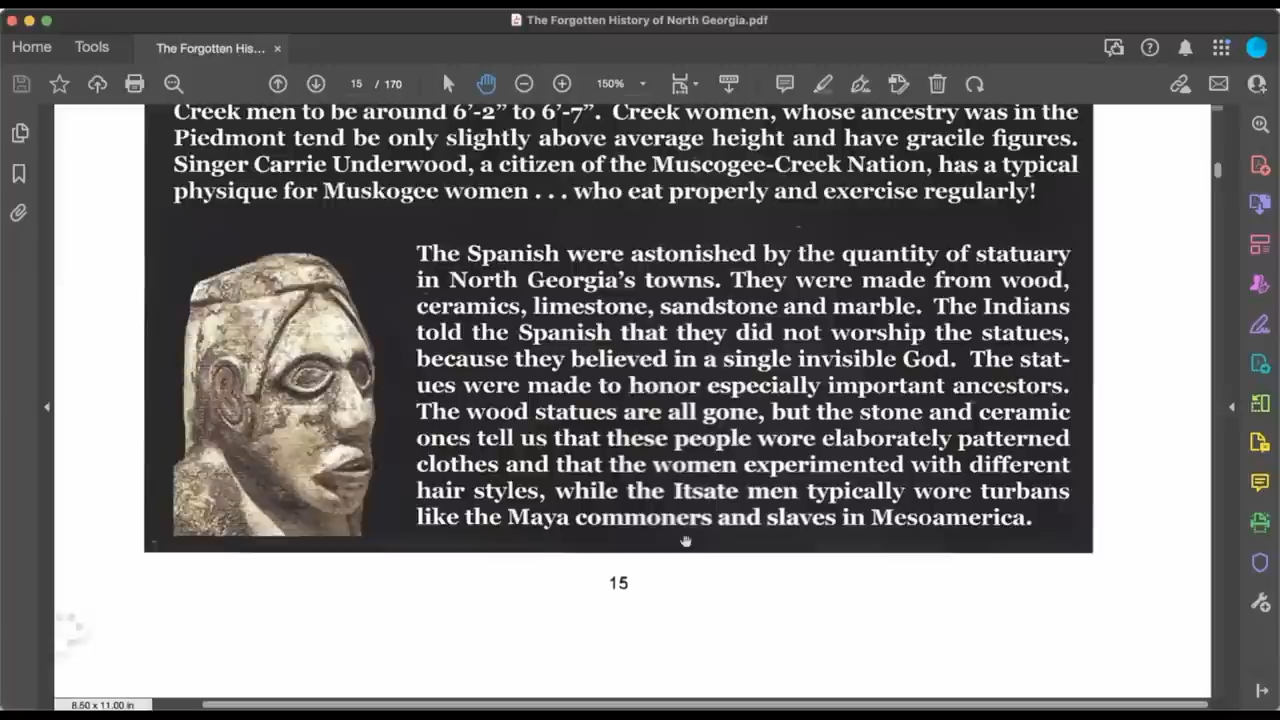 The Forgotten History of North Georgia.pdf
Home
Tools
The Forgotten His...
15 / 170
150%
Creek men to be around 6’-2” to 6’-7”. Creek women, whose ancestry was in the
Piedmont tend be only slightly above average height and have gracile figures.
Singer Carrie Underwood, a citizen of the Muscogee-Creek Nation, has a typical
physique for Muskogee women . . . who eat properly and exercise regularly!
The Spanish were astonished by the quantity of statuary
in North Georgia’s towns. They were made from wood,
ceramics, limestone, sandstone and marble. The Indians
told the Spanish that they did not worship the statues,
because they believed in a single invisible God. The stat-
ues were made to honor especially important ancestors.
The wood statues are all gone, but the stone and ceramic
ones tell us that these people wore elaborately patterned
clothes and that the women experimented with different
hair styles, while the Itsate men typically wore turbans
like the Maya commoners and slaves in Mesoamerica.
15
8.50 x 11.00 in